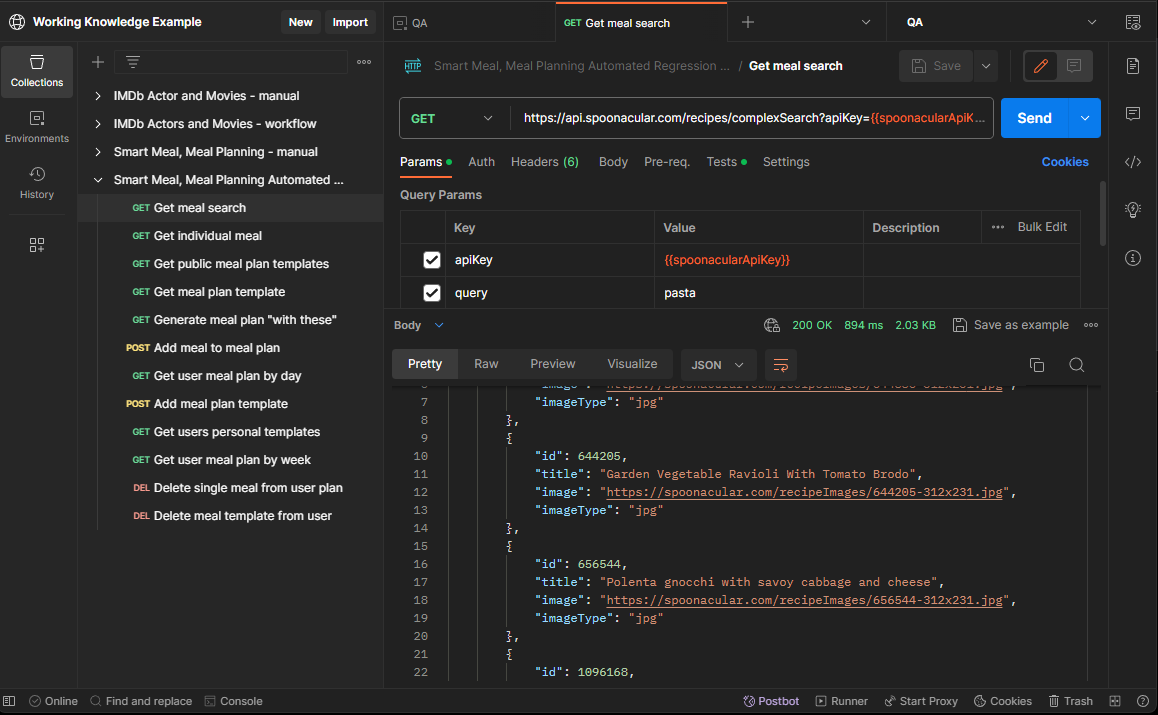 Working Knowledge Example
New
Import
QA
GET Get meal search
QA
Collections
Environments
History
IMDb Actor and Movies - manual
IMDb Actors and Movies - workflow
Smart Meal, Meal Planning - manual
Smart Meal, Meal Planning Automated ...
GET Get meal search
GET Get individual meal
GET Get public meal plan templates
GET Get meal plan template
GET Generate meal plan "with these"
POST Add meal to meal plan
GET Get user meal plan by day
POST Add meal plan template
GET Get users personal templates
GET Get user meal plan by week
DEL Delete single meal from user plan
DEL Delete meal template from user
HTTP Smart Meal, Meal Planning Automated Regression ... / Get meal search
Save
GET
https://api.spoonacular.com/recipes/complexSearch?apiKey={{spoonacularApiK...
Send
Params Auth Headers (6) Body Pre-req. Tests Settings
Cookies
Query Params
Key Value Description ... Bulk Edit
apiKey {{spoonacularApiKey}}
query pasta
Body
200 OK 894 ms 2.03 KB Save as example
Pretty Raw Preview Visualize JSON
7 "imageType": "jpg"
8 },
9 {
10 "id": 644205,
11 "title": "Garden Vegetable Ravioli With Tomato Brodo",
12 "image": "https://spoonacular.com/recipeImages/644205-312x231.jpg",
13 "imageType": "jpg"
14 },
15 {
16 "id": 656544,
17 "title": "Polenta gnocchi with savoy cabbage and cheese",
18 "image": "https://spoonacular.com/recipeImages/656544-312x231.jpg",
19 "imageType": "jpg"
20 },
21 {
22 "id": 1096168,
Online Find and replace Console
Postbot Runner Start Proxy Cookies Trash